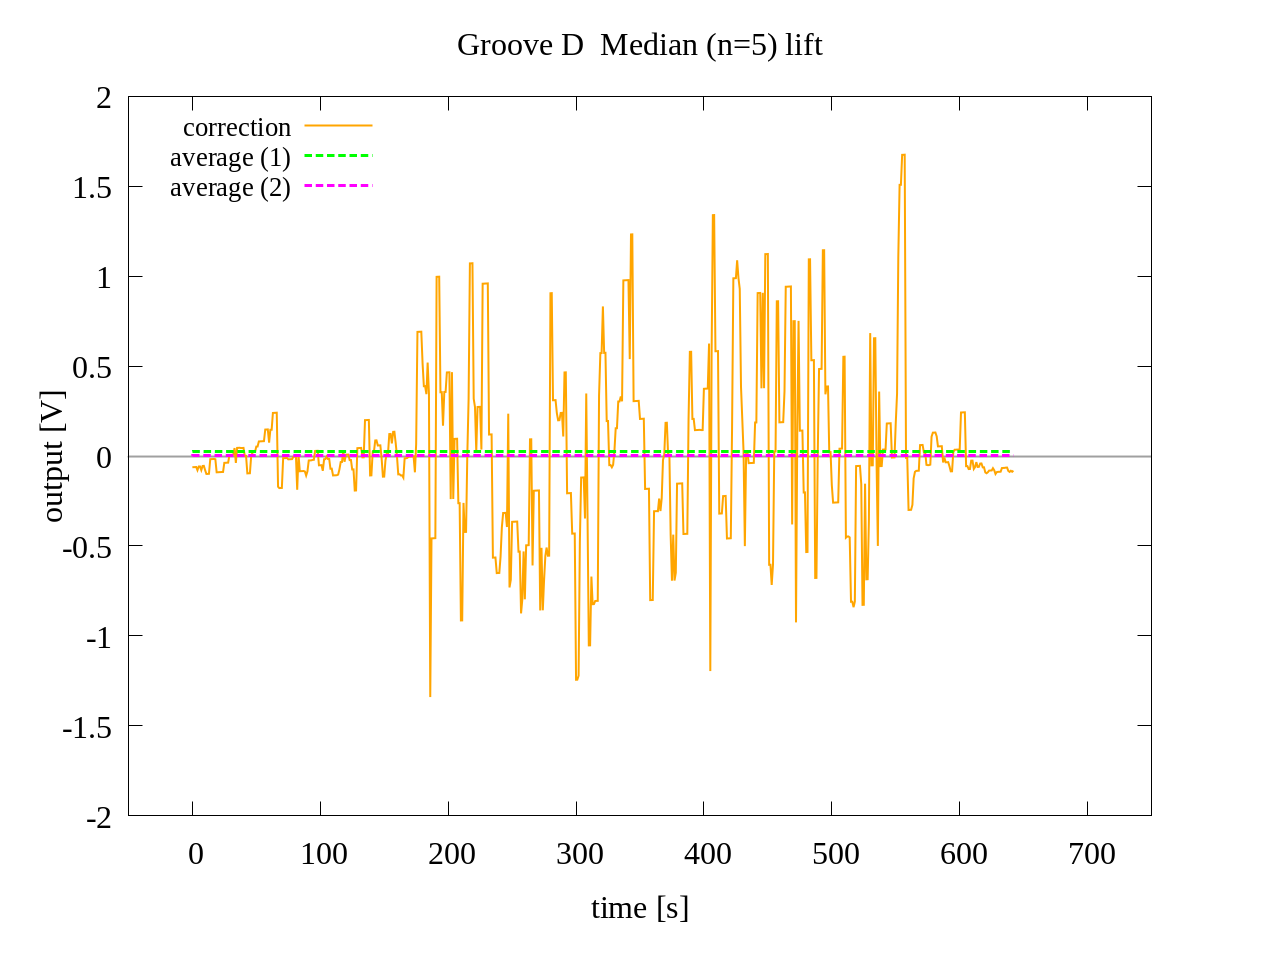 Groove D  Median (n=5) lift
correction
average (1)
average (2)
2
1.5
1
0.5
0
-0.5
-1
-1.5
-2
output [V]
0 100 200 300 400 500 600 700
time [s]